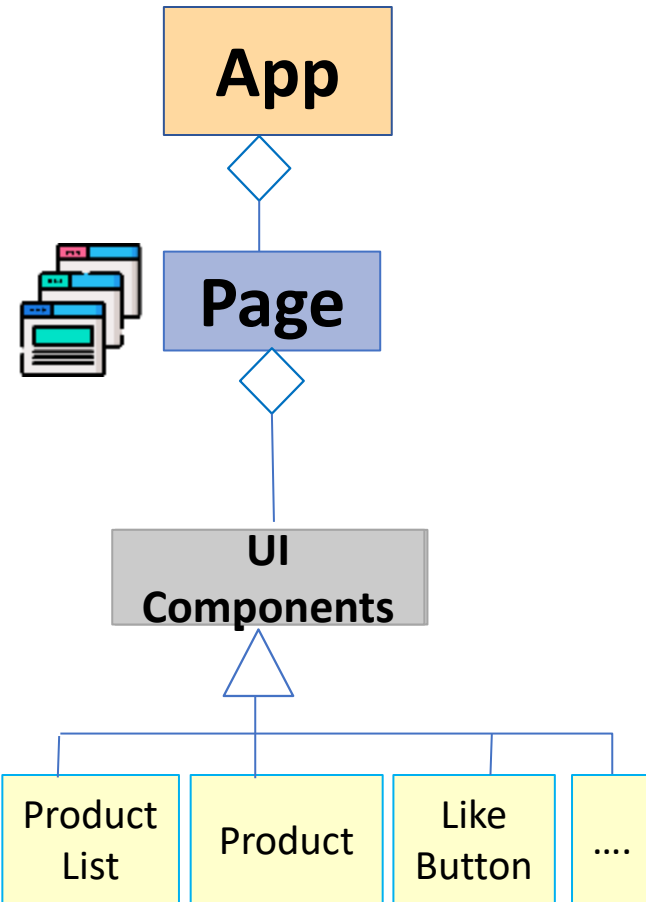 App
Page
UI
Components
Product
List
Product
Like
Button
....